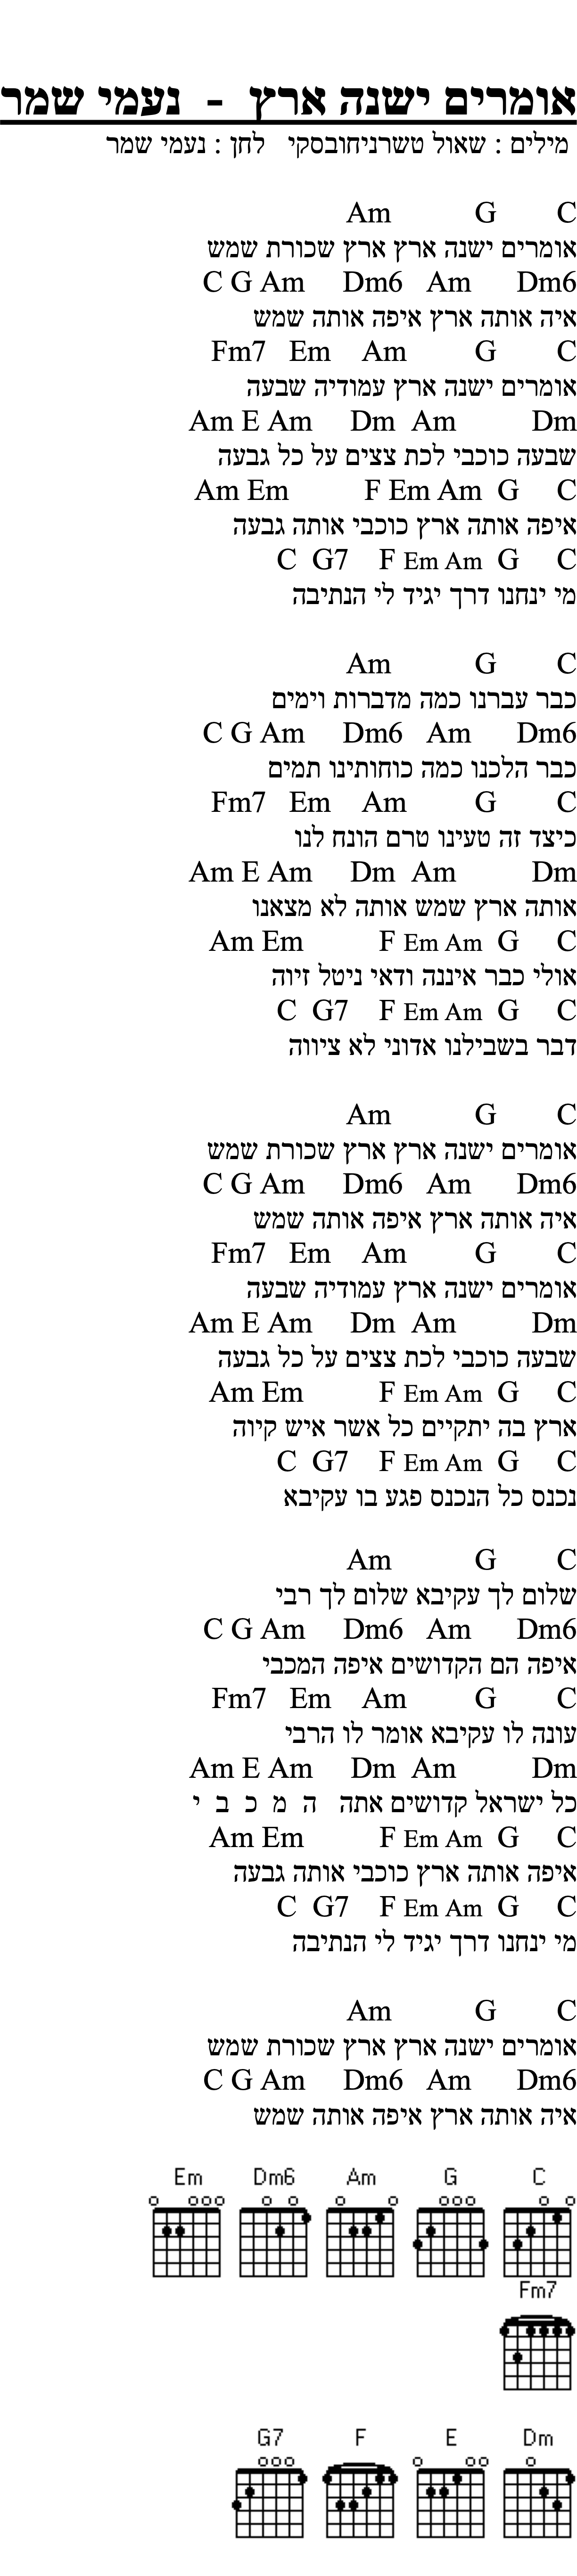 אומרים ישנה ארץ - נעמי שמר
מילים : שאול טשרניחובסקי לחן : נעמי שמר
Am G C
אומרים ישנה ארץ ארץ שכורת שמש
C G Am Dm6 Am Dm6
איה אותה ארץ איפה אותה שמש
Fm7 Em Am G C
אומרים ישנה ארץ עמודיה שבעה
Am E Am Dm Am Dm
שבעה כוכבי לכת צצים על כל גבעה
Am Em F Em Am G C
איפה אותה ארץ כוכבי אותה גבעה
C G7 F Em Am G C
מי ינחנו דרך יגיד לי הנתיבה
Am G C
כבר עברנו כמה מדברות וימים
C G Am Dm6 Am Dm6
כבר הלכנו כמה כוחותינו תמים
Fm7 Em Am G C
כיצד זה טעינו טרם הונח לנו
Am E Am Dm Am Dm
אותה ארץ שמש אותה לא מצאנו
Am Em F Em Am G C
אולי כבר איננה ודאי ניטל זיוה
C G7 F Em Am G C
דבר בשבילנו אדוני לא ציווה
Am G C
אומרים ישנה ארץ ארץ שכורת שמש
C G Am Dm6 Am Dm6
איה אותה ארץ איפה אותה שמש
Fm7 Em Am G C
אומרים ישנה ארץ עמודיה שבעה
Am E Am Dm Am Dm
שבעה כוכבי לכת צצים על כל גבעה
Am Em F Em Am G C
ארץ בה יתקיים כל אשר איש קיוה
C G7 F Em Am G C
נכנס כל הנכנס פגע בו עקיבא
Am G C
שלום לך עקיבא שלום לך רבי
C G Am Dm6 Am Dm6
איפה הם הקדושים איפה המכבי
Fm7 Em Am G C
עונה לו עקיבא אומר לו הרבי
Am E Am Dm Am Dm
כל ישראל קדושים אתה ה מ כ ב י
Am Em F Em Am G C
איפה אותה ארץ כוכבי אותה גבעה
C G7 F Em Am G C
מי ינחנו דרך יגיד לי הנתיבה
Am G C
אומרים ישנה ארץ ארץ שכורת שמש
C G Am Dm6 Am Dm6
איה אותה ארץ איפה אותה שמש
Em Dm6 Am G C
Fm7
G7 F E Dm